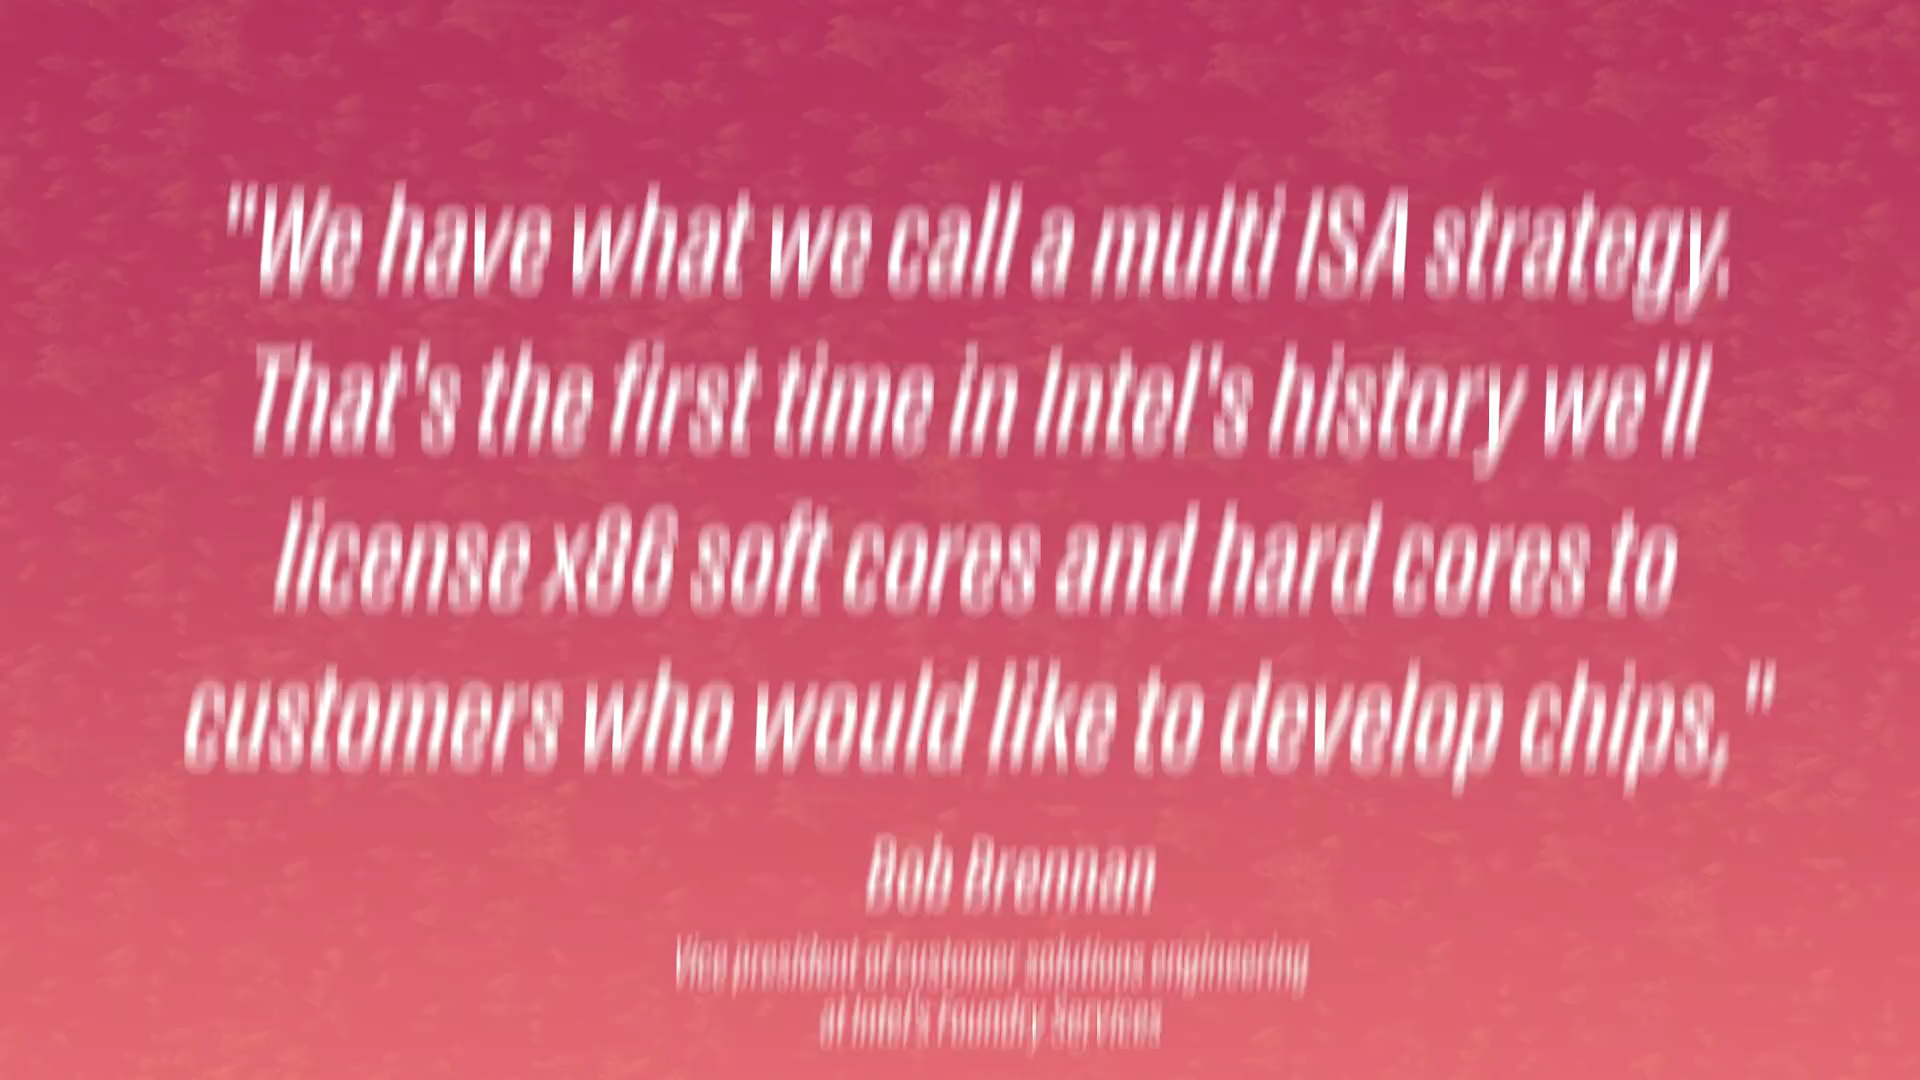 "We have what we call a multi ISA strategy.
That's the first time in Intel's history we'll
license x86 soft cores and hard cores to
customers who would like to develop chips,"
Bob Brennan
Vice president of customer solutions engineering
at Intel's Foundry Services